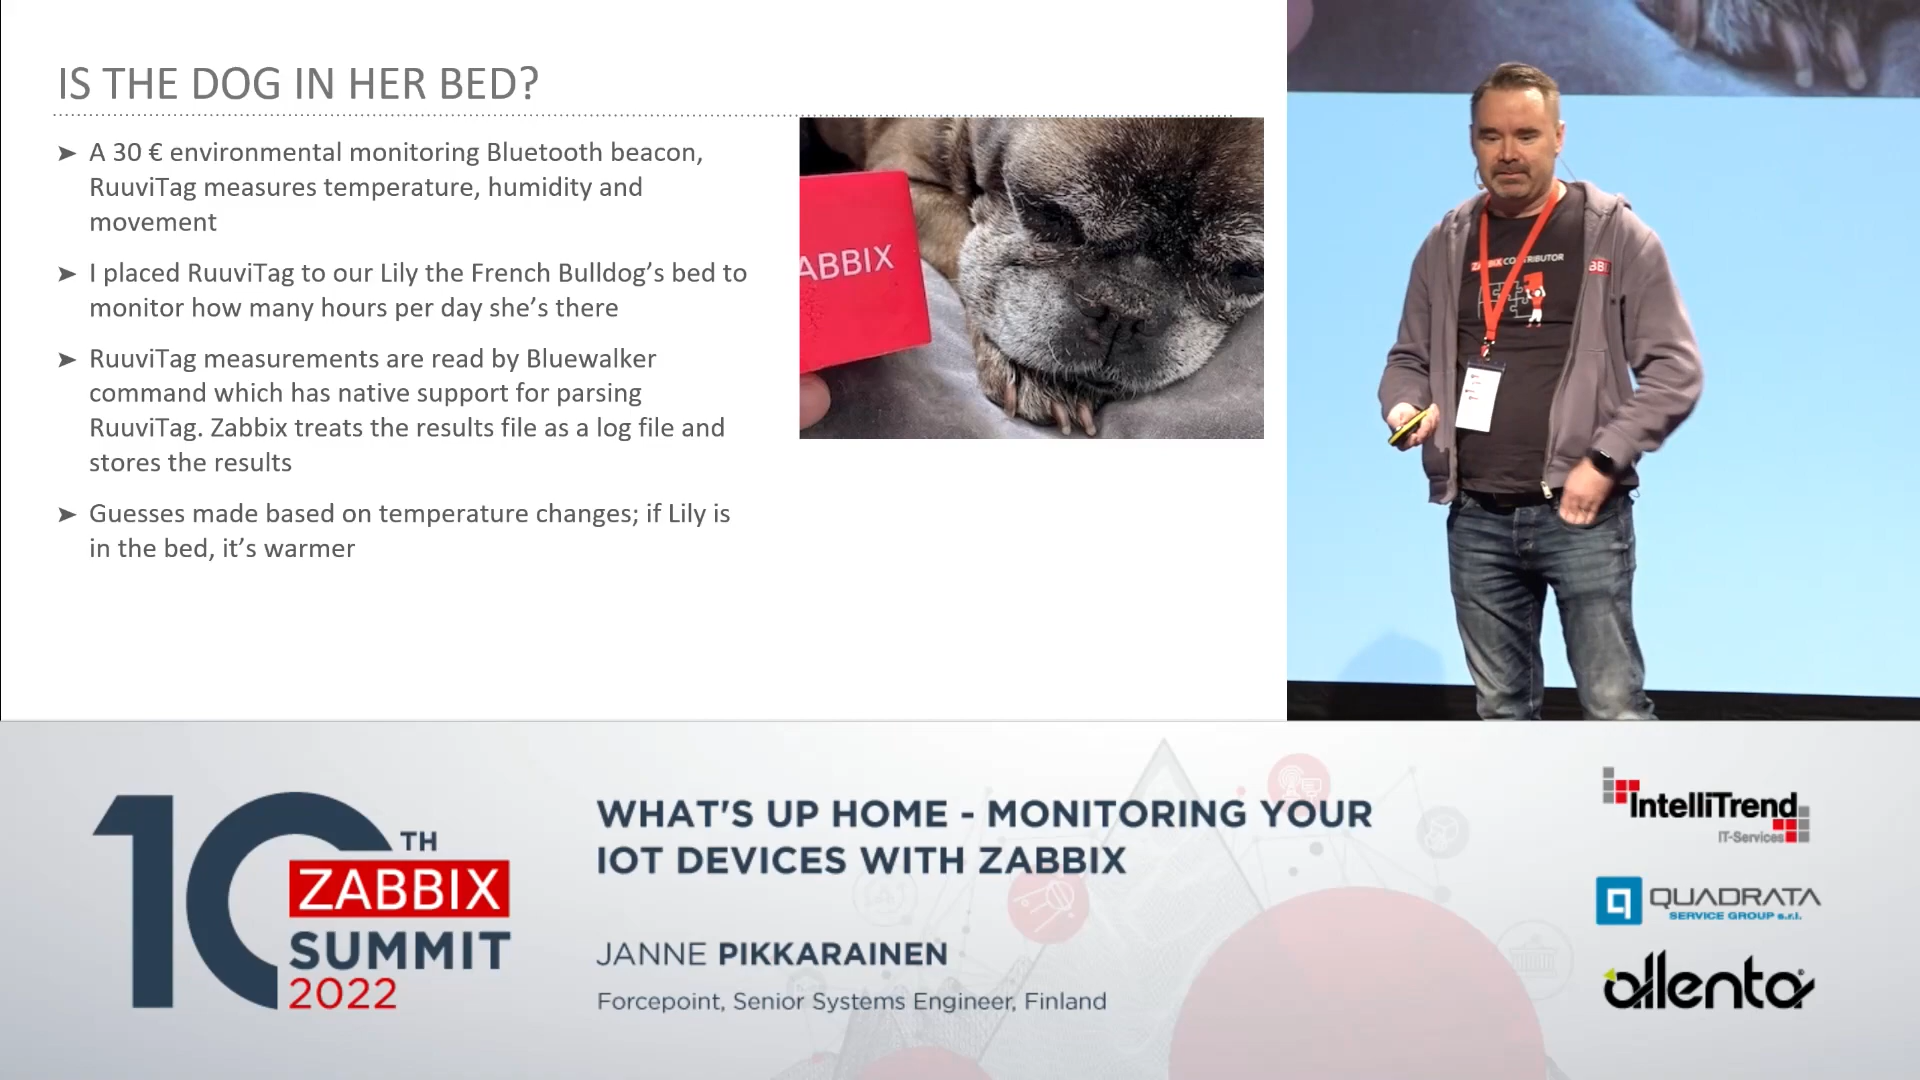 IS THE DOG IN HER BED?
➤ A 30 € environmental monitoring Bluetooth beacon,
RuuviTag measures temperature, humidity and
movement
➤ I placed RuuviTag to our Lily the French Bulldog’s bed to
monitor how many hours per day she’s there
➤ RuuviTag measurements are read by Bluewalker
command which has native support for parsing
RuuviTag. Zabbix treats the results file as a log file and
stores the results
➤ Guesses made based on temperature changes; if Lily is
in the bed, it’s warmer
ABBIX
10TH
ZABBIX
SUMMIT
2022
WHAT'S UP HOME - MONITORING YOUR
IOT DEVICES WITH ZABBIX
JANNE PIKKARAINEN
Forcepoint, Senior Systems Engineer, Finland
IntelliTrend
IT-Services
QUADRATA
SERVICE GROUP s.r.l.
allenta